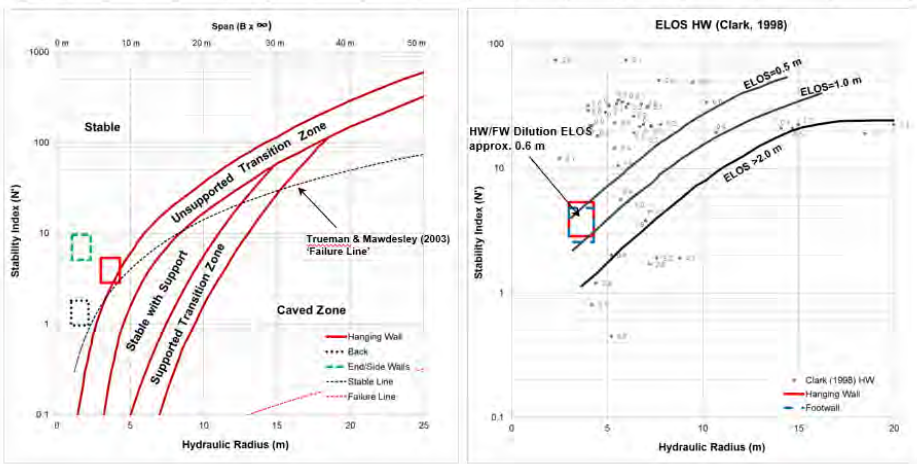 Span (B x ∞)
0 m
10 m
20 m
30 m
40 m
50 m
1000
100
10
1
0.1
Stability Index (N')
Stable
Unsupported Transition Zone
Stable with Support
Supported Transition Zone
Trueman & Mawdesley (2003)
'Failure Line'
Caved Zone
Hanging Wall
Back
End/Side Walls
Stable Line
Failure Line
0
5
10
15
20
25
Hydraulic Radius (m)
ELOS HW (Clark, 1998)
100
10
1
0.1
Stability Index (N')
ELOS=0.5 m
ELOS=1.0 m
ELOS >2.0 m
HW/FW Dilution ELOS
approx. 0.6 m
Clark (1998) HW
Hanging Wall
Footwall
0
5
10
15
20
Hydraulic Radius (m)